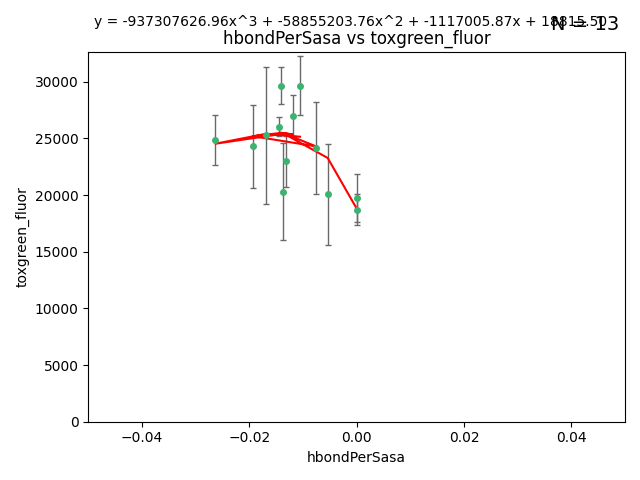 y = -937307626.96x^3 + -58855203.76x^2 + -1117005.87x + 18815.50
N = 13
hbondPerSasa vs toxgreen_fluor
toxgreen_fluor
30000
25000
20000
15000
10000
5000
0
−0.04
−0.02
0.00
0.02
0.04
hbondPerSasa